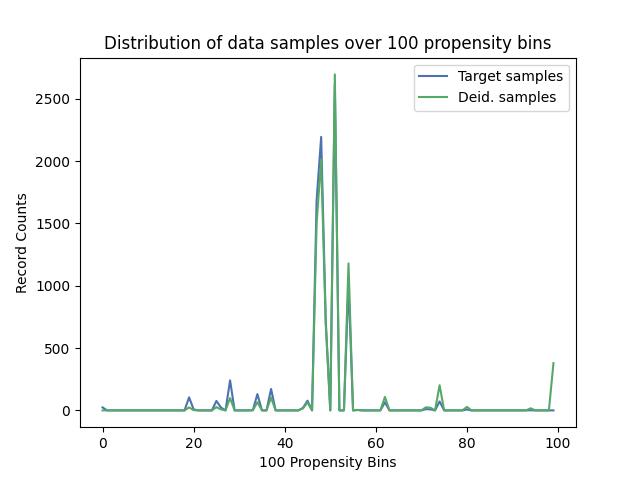 Distribution of data samples over 100 propensity bins
Target samples
Deid. samples
2500
2000
1500
1000
500
0
Record Counts
0 20 40 60 80 100
100 Propensity Bins